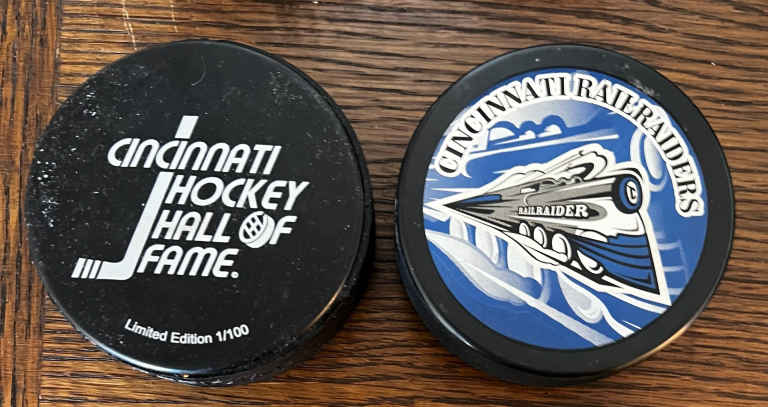 CINCINNATI
HOCKEY
HALL OF
FAME.
Limited Edition 1/100
CINCINNATI RAILRAIDERS
RAILRAIDER